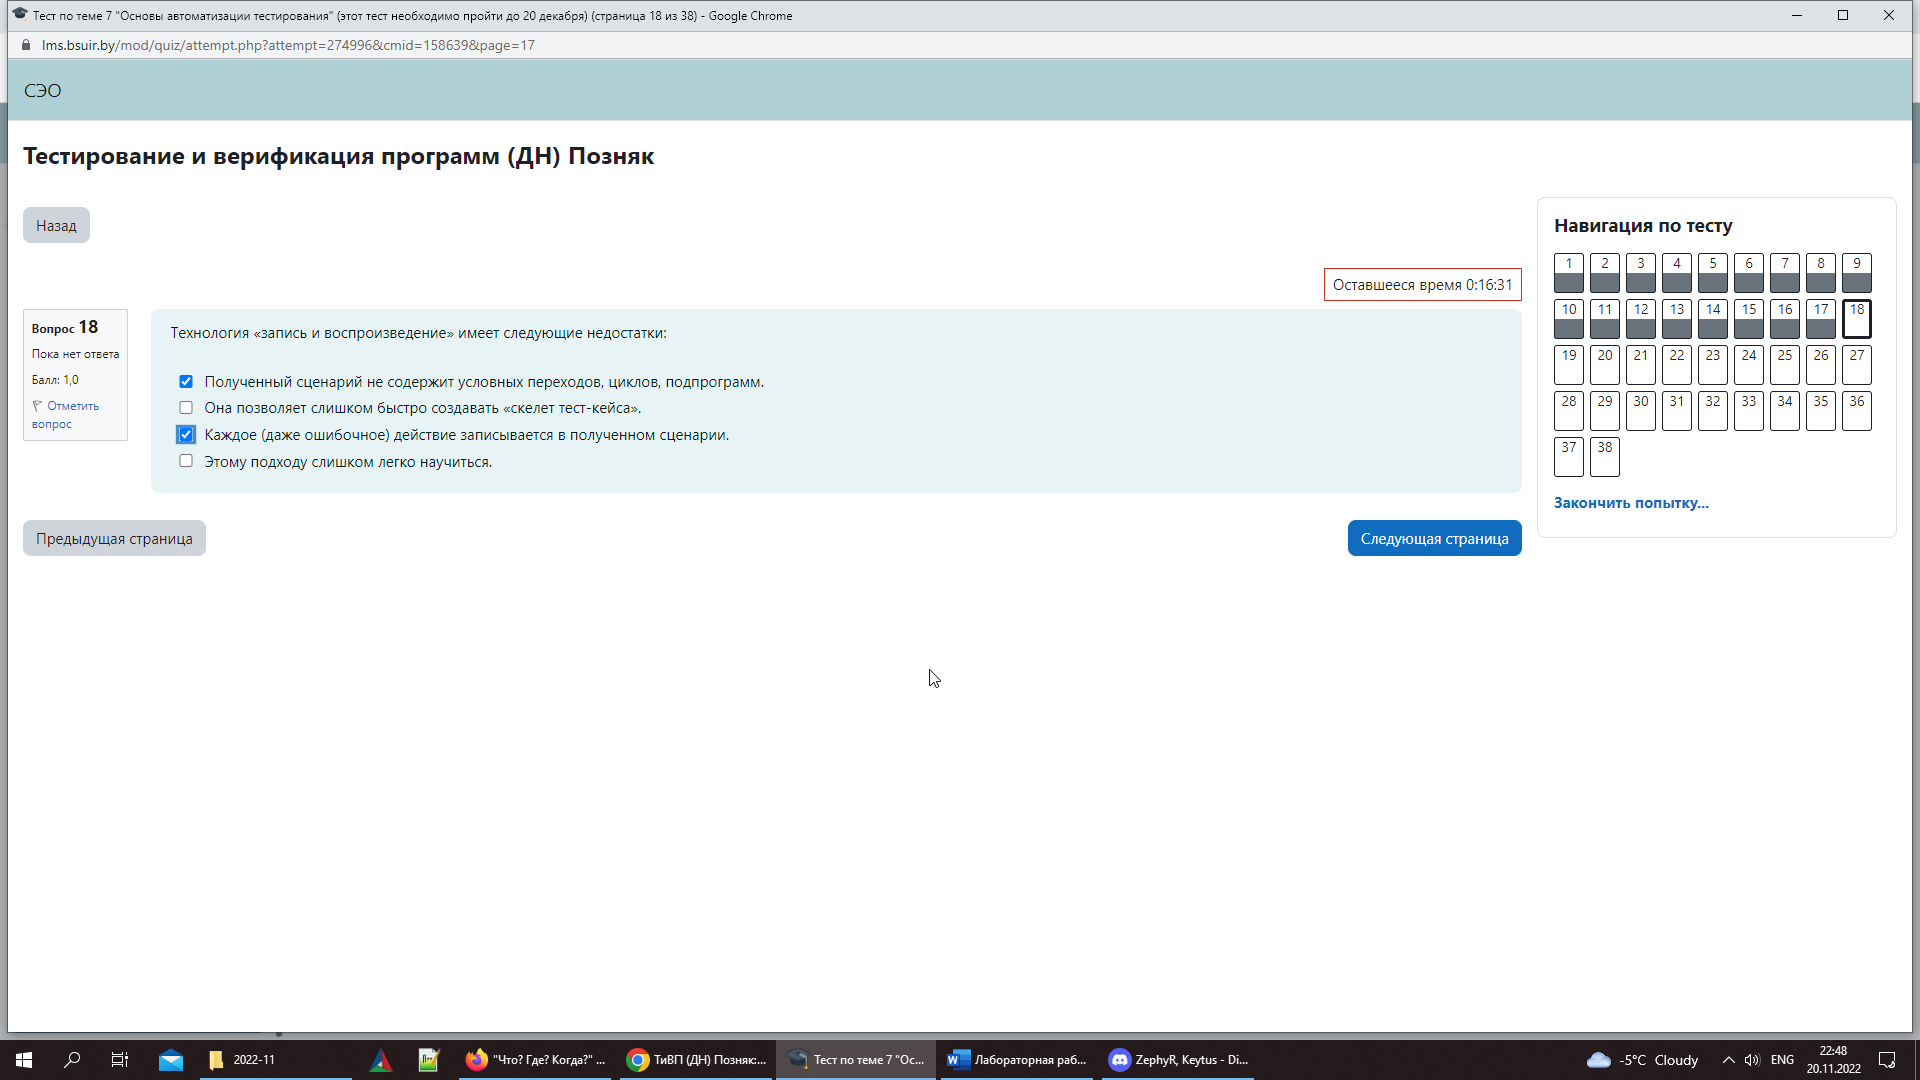 Тест по теме 7 "Основы автоматизации тестирования" (этот тест необходимо пройти до 20 декабря) (страница 18 из 38) - Google Chrome
lms.bsuir.by/mod/quiz/attempt.php?attempt=274996&cmid=158639&page=17
СЭО
Тестирование и верификация программ (ДН) Позняк
Назад
Оставшееся время 0:16:31
Вопрос 18
Пока нет ответа
Балл: 1,0
Отметить
вопрос
Технология «запись и воспроизведение» имеет следующие недостатки:
Полученный сценарий не содержит условных переходов, циклов, подпрограмм.
Она позволяет слишком быстро создавать «скелет тест-кейса».
Каждое (даже ошибочное) действие записывается в полученном сценарии.
Этому подходу слишком легко научиться.
Предыдущая страница
Следующая страница
Навигация по тесту
1 2 3 4 5 6 7 8 9
10 11 12 13 14 15 16 17 18
19 20 21 22 23 24 25 26 27
28 29 30 31 32 33 34 35 36
37 38
Закончить попытку...
2022-11
"Что? Где? Когда?" ...
ТиВП (ДН) Позняк:...
Тест по теме 7 "Ос...
Лабораторная раб...
ZephyR, Keytus - Di...
-5°C Cloudy
ENG
22:48
20.11.2022